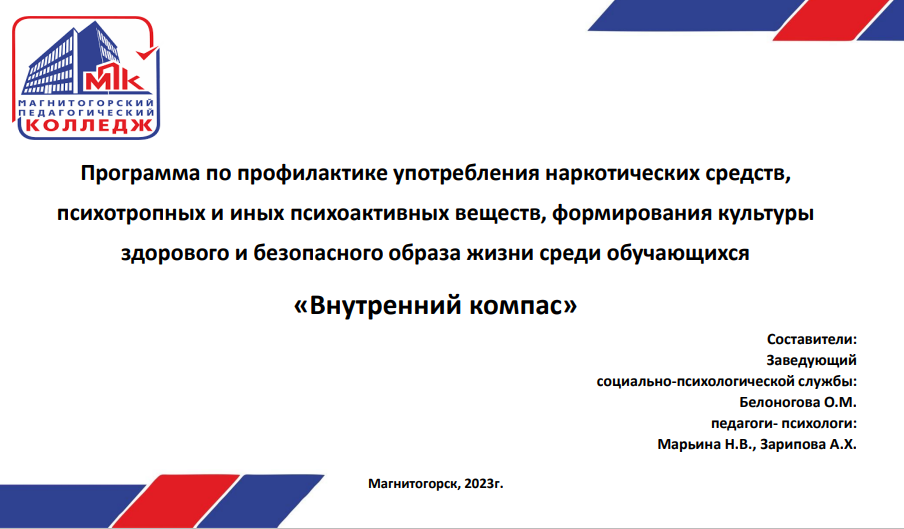 МПК
МАГНИТОГОРСКИЙ
ПЕДАГОГИЧЕСКИЙ
КОЛЛЕДЖ
Программа по профилактике употребления наркотических средств,
психотропных и иных психоактивных веществ, формирования культуры
здорового и безопасного образа жизни среди обучающихся
«Внутренний компас»
Составители:
Заведующий
социально-психологической службы:
Белоногова О.М.
педагоги- психологи:
Марьина Н.В., Зарипова А.Х.
Магнитогорск, 2023г.